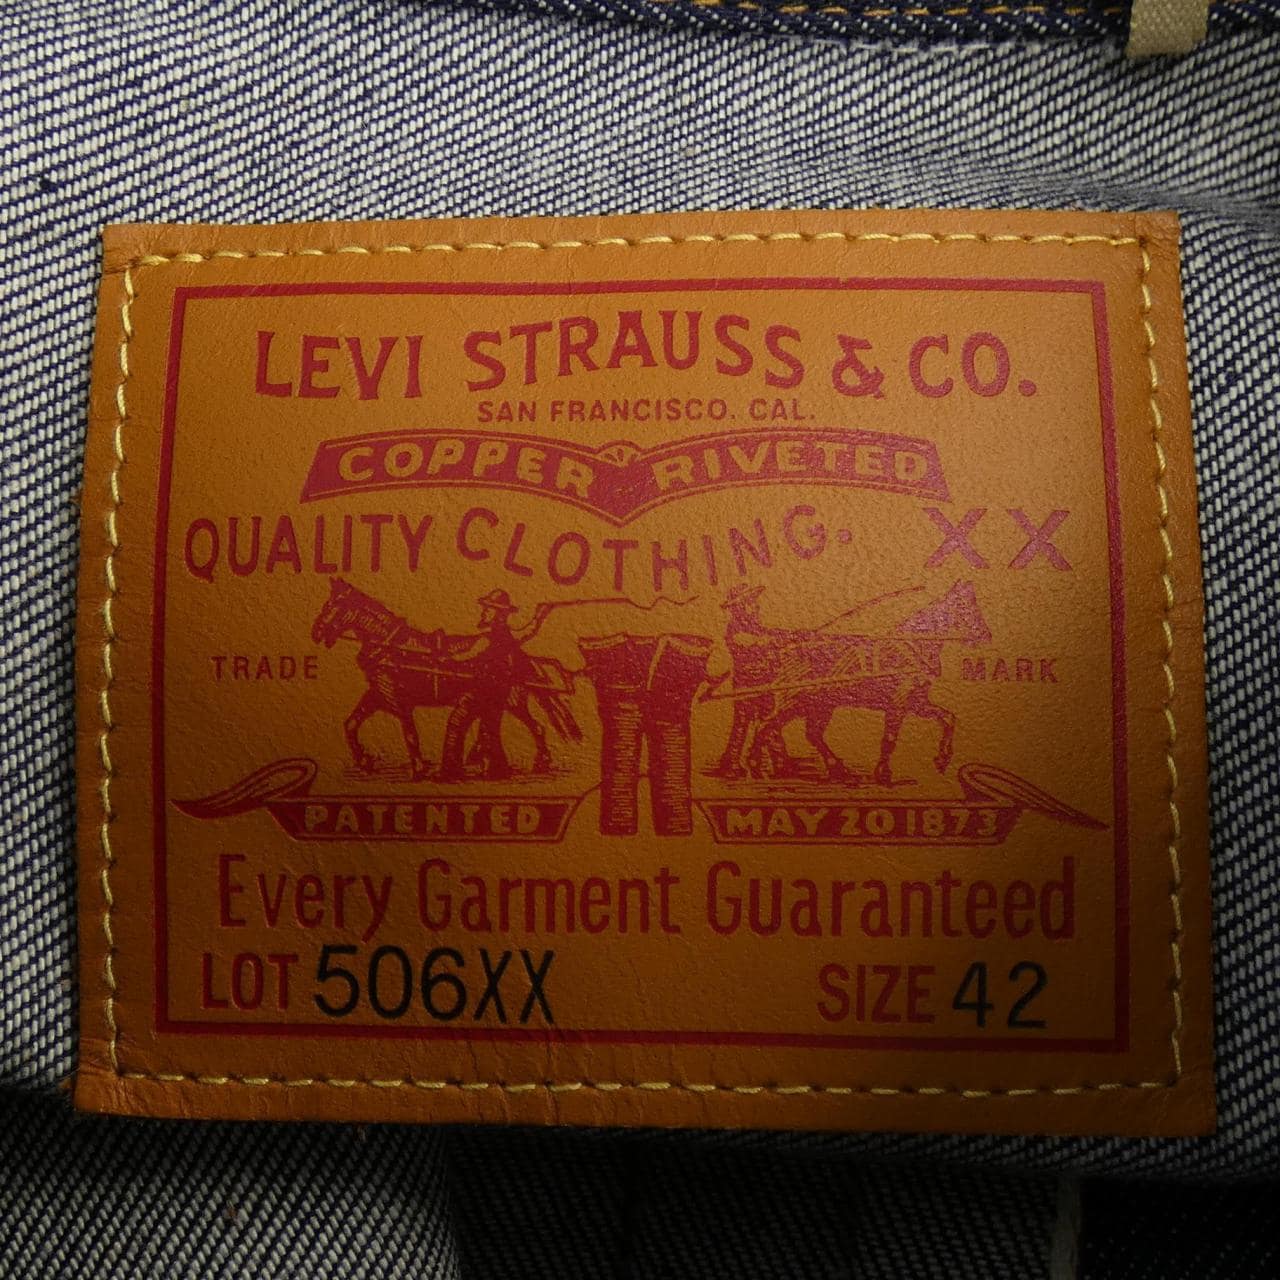 LEVI STRAUSS & CO.
SAN FRANCISCO. CAL.
COPPER RIVETED
QUALITY CLOTHING. XX
TRADE MARK
PATENTED MAY 20 1873
Every Garment Guaranteed
LOT 506XX SIZE 42